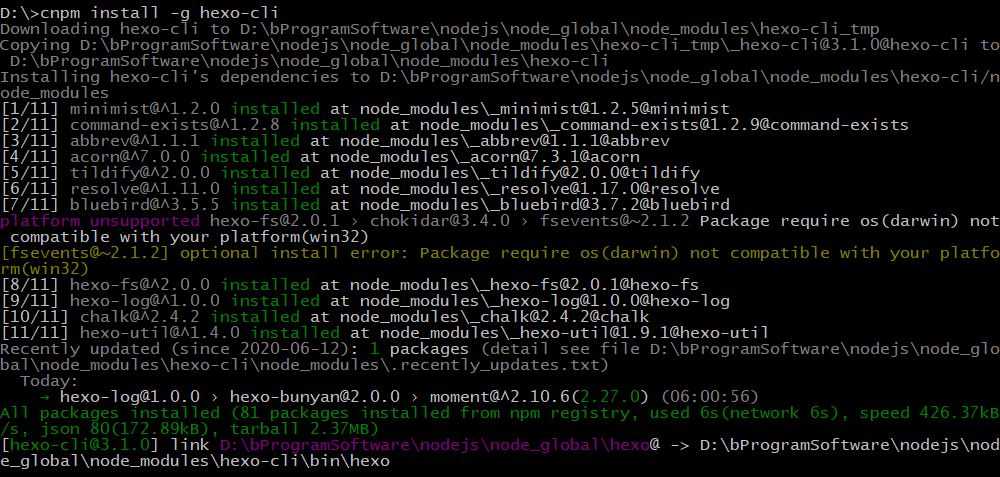 D:\>cnpm install -g hexo-cli
Downloading hexo-cli to D:\bProgramSoftware\nodejs\node_global\node_modules\hexo-cli_tmp
Copying D:\bProgramSoftware\nodejs\node_global\node_modules\hexo-cli_tmp\_hexo-cli@3.1.0@hexo-cli to
 D:\bProgramSoftware\nodejs\node_global\node_modules\hexo-cli
Installing hexo-cli's dependencies to D:\bProgramSoftware\nodejs\node_global\node_modules\hexo-cli/n
ode_modules
[1/11] minimist@^1.2.0 installed at node_modules\_minimist@1.2.5@minimist
[2/11] command-exists@^1.2.8 installed at node_modules\_command-exists@1.2.9@command-exists
[3/11] abbrev@^1.1.1 installed at node_modules\_abbrev@1.1.1@abbrev
[4/11] acorn@^7.0.0 installed at node_modules\_acorn@7.3.1@acorn
[5/11] tildify@^2.0.0 installed at node_modules\_tildify@2.0.0@tildify
[6/11] resolve@^1.11.0 installed at node_modules\_resolve@1.17.0@resolve
[7/11] bluebird@^3.5.5 installed at node_modules\_bluebird@3.7.2@bluebird
platform unsupported hexo-fs@2.0.1 › chokidar@3.4.0 › fsevents@~2.1.2 Package require os(darwin) not
 compatible with your platform(win32)
[fsevents@~2.1.2] optional install error: Package require os(darwin) not compatible with your platfo
rm(win32)
[8/11] hexo-fs@^2.0.0 installed at node_modules\_hexo-fs@2.0.1@hexo-fs
[9/11] hexo-log@^1.0.0 installed at node_modules\_hexo-log@1.0.0@hexo-log
[10/11] chalk@^2.4.2 installed at node_modules\_chalk@2.4.2@chalk
[11/11] hexo-util@^1.4.0 installed at node_modules\_hexo-util@1.9.1@hexo-util
Recently updated (since 2020-06-12): 1 packages (detail see file D:\bProgramSoftware\nodejs\node_glo
bal\node_modules\hexo-cli\node_modules\.recently_updates.txt)
  Today:
    → hexo-log@1.0.0 › hexo-bunyan@2.0.0 › moment@^2.10.6(2.27.0) (06:00:56)
All packages installed (81 packages installed from npm registry, used 6s(network 6s), speed 426.37kB
/s, json 80(172.89kB), tarball 2.37MB)
[hexo-cli@3.1.0] link D:\bProgramSoftware\nodejs\node_global\hexo@ -> D:\bProgramSoftware\nodejs\nod
e_global\node_modules\hexo-cli\bin\hexo